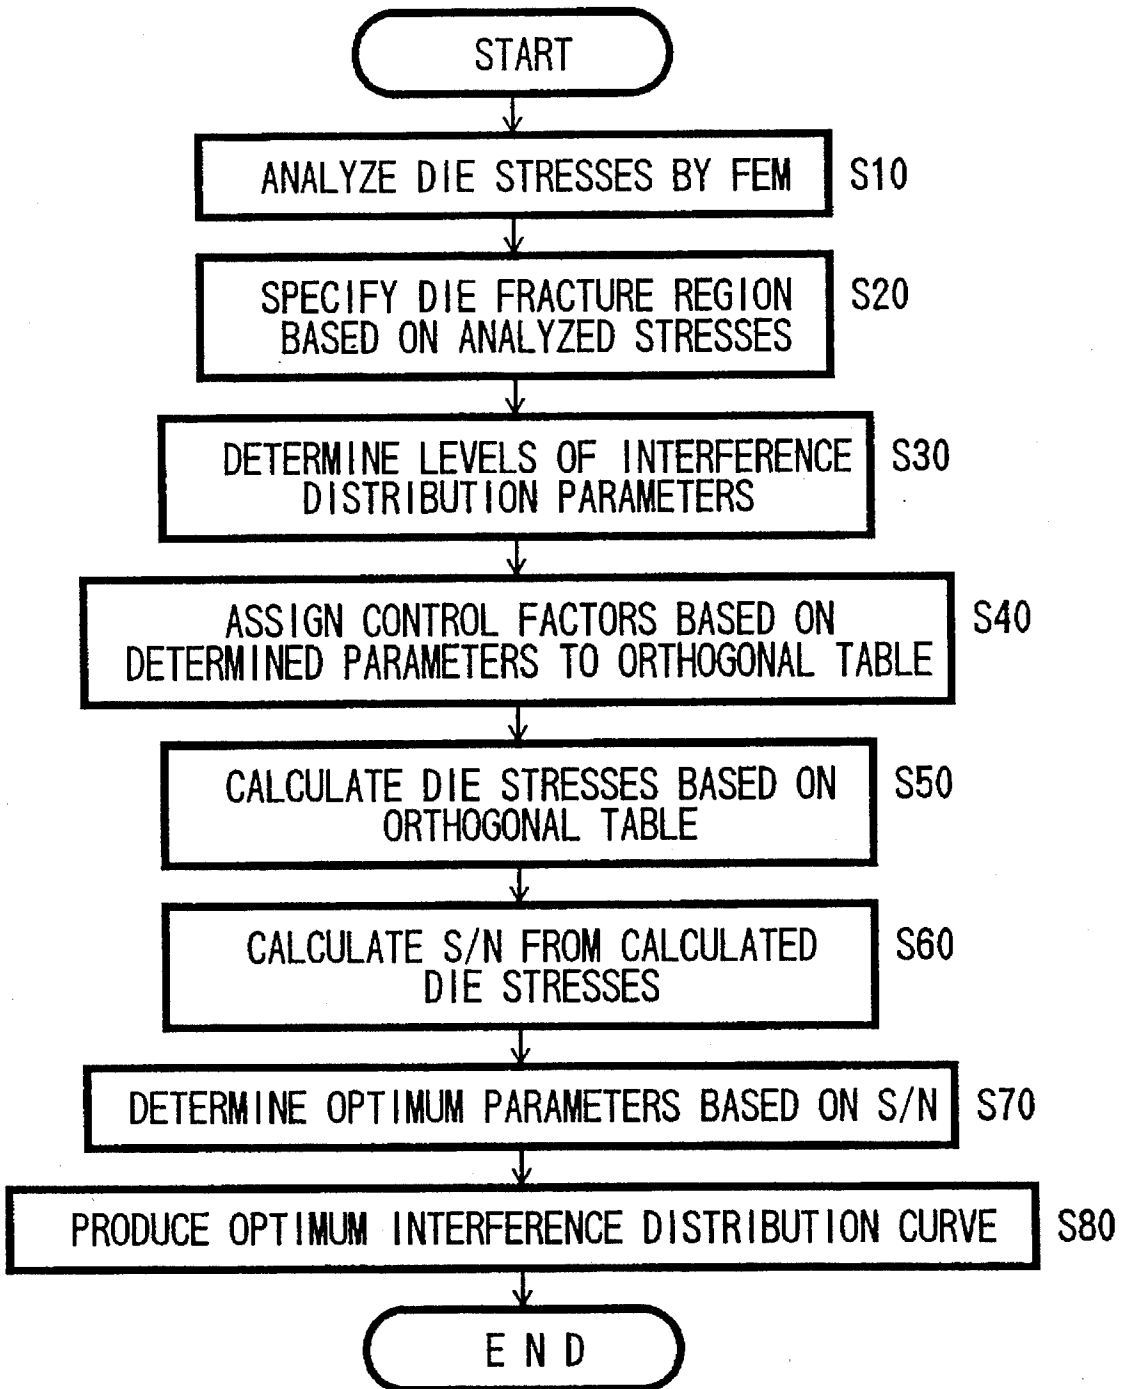 START
ANALYZE DIE STRESSES BY FEM S10
SPECIFY DIE FRACTURE REGION S20
BASED ON ANALYZED STRESSES
DETERMINE LEVELS OF INTERFERENCE S30
DISTRIBUTION PARAMETERS
ASSIGN CONTROL FACTORS BASED ON S40
DETERMINED PARAMETERS TO ORTHOGONAL TABLE
CALCULATE DIE STRESSES BASED ON S50
ORTHOGONAL TABLE
CALCULATE S/N FROM CALCULATED S60
DIE STRESSES
DETERMINE OPTIMUM PARAMETERS BASED ON S/N S70
PRODUCE OPTIMUM INTERFERENCE DISTRIBUTION CURVE S80
END